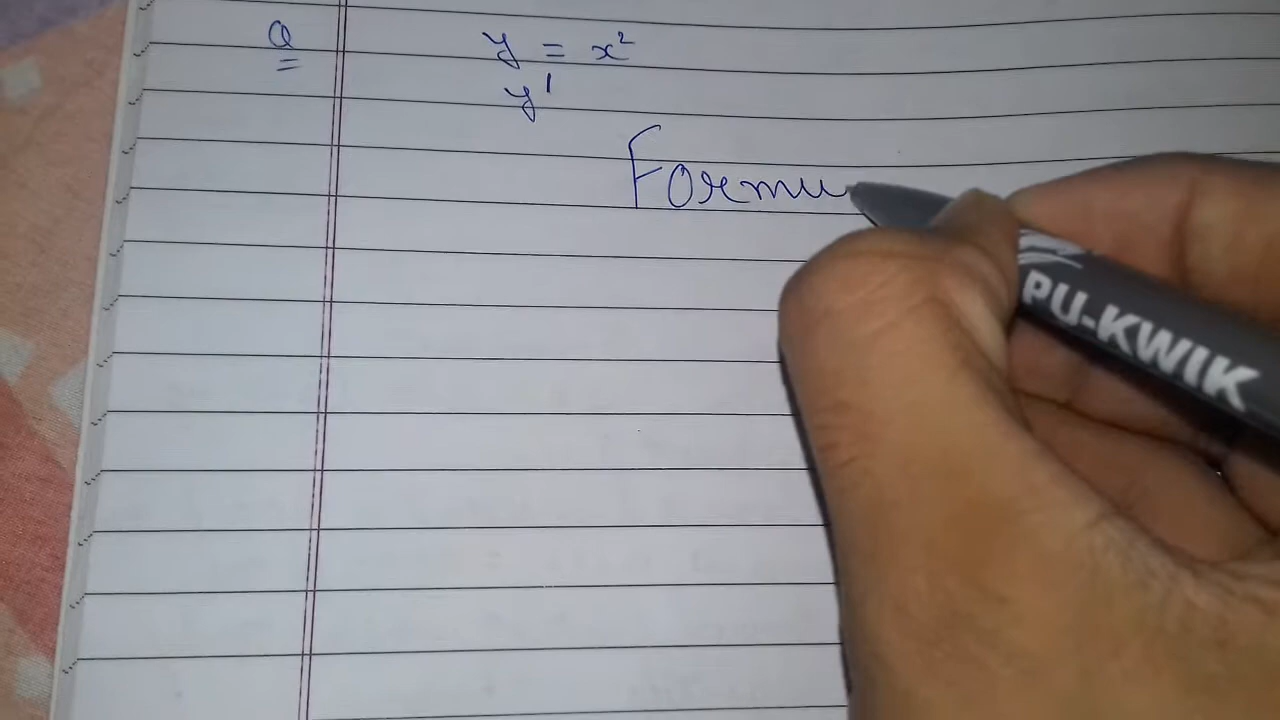 Q y = x²
y'
Formu
PU-KWIK